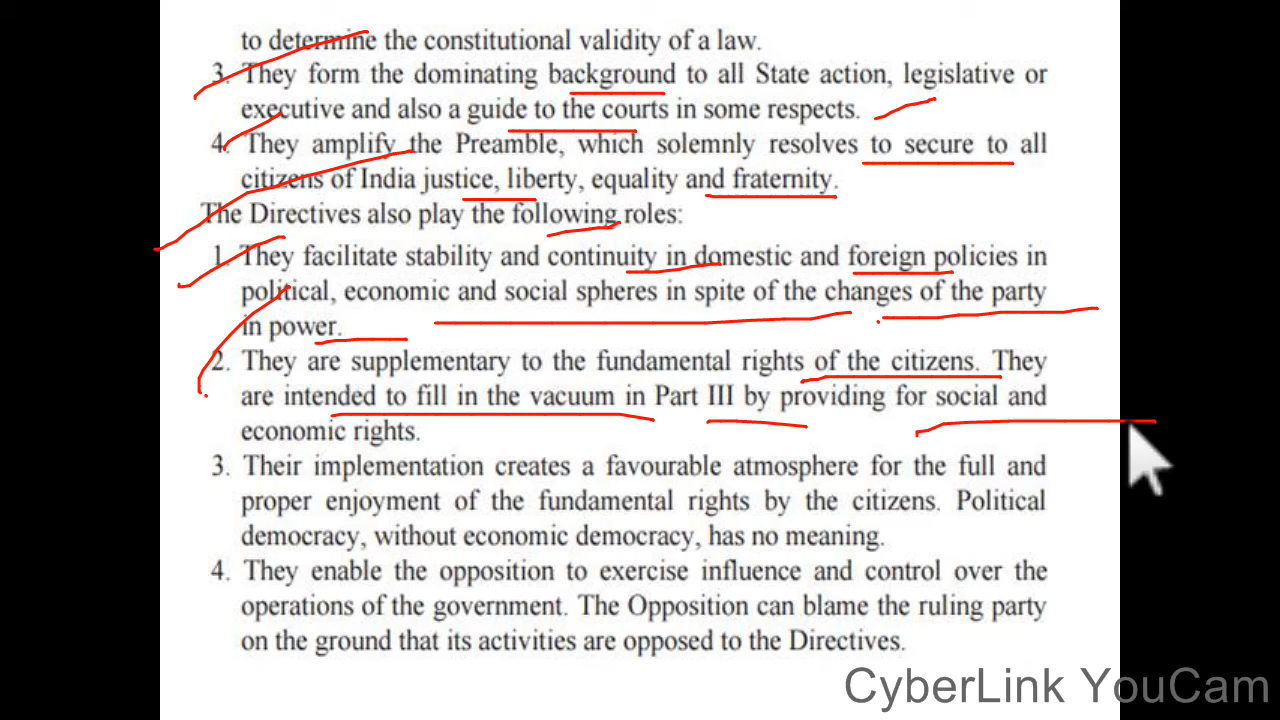 to determine the constitutional validity of a law.
3. They form the dominating background to all State action, legislative or
executive and also a guide to the courts in some respects.
4. They amplify the Preamble, which solemnly resolves to secure to all
citizens of India justice, liberty, equality and fraternity.
The Directives also play the following roles:
1. They facilitate stability and continuity in domestic and foreign policies in
political, economic and social spheres in spite of the changes of the party
in power.
2. They are supplementary to the fundamental rights of the citizens. They
are intended to fill in the vacuum in Part III by providing for social and
economic rights.
3. Their implementation creates a favourable atmosphere for the full and
proper enjoyment of the fundamental rights by the citizens. Political
democracy, without economic democracy, has no meaning.
4. They enable the opposition to exercise influence and control over the
operations of the government. The Opposition can blame the ruling party
on the ground that its activities are opposed to the Directives.
CyberLink YouCam